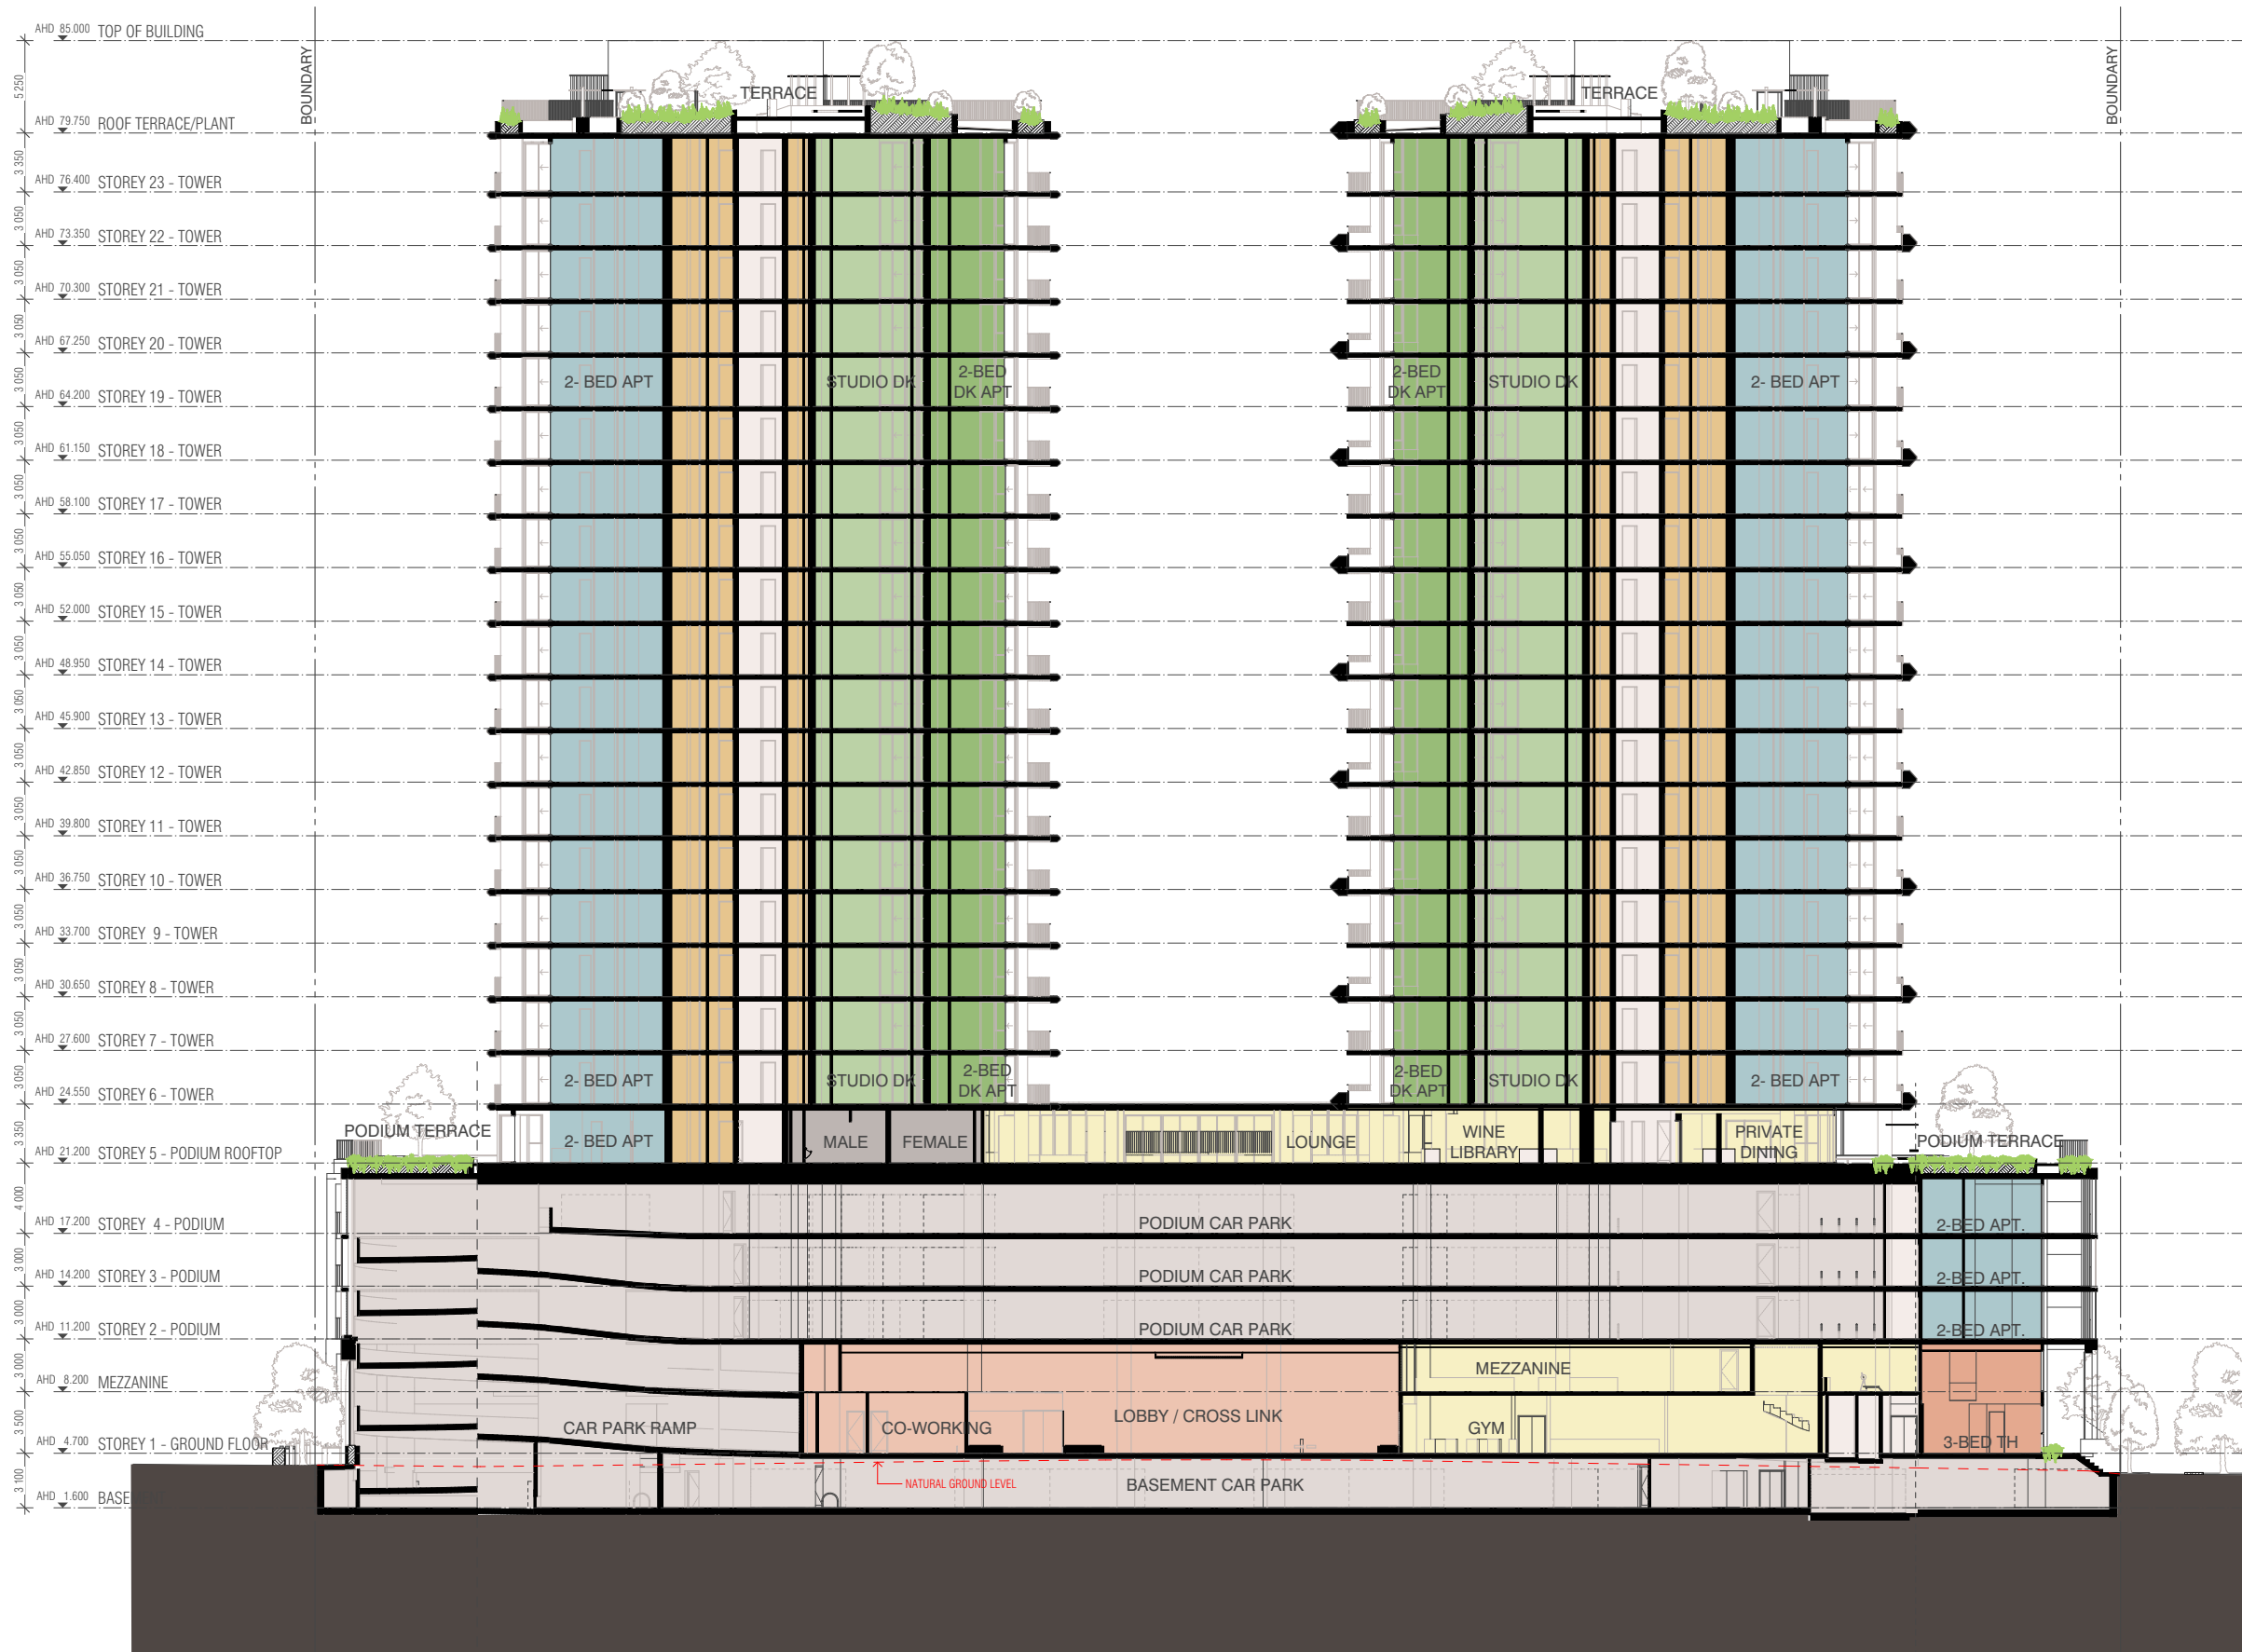 AHD 85.000 TOP OF BUILDING
BOUNDARY
BOUNDARY
5 250
TERRACE
TERRACE
AHD 79.750 ROOF TERRACE/PLANT
3 350
AHD 76.400 STOREY 23 - TOWER
3 050
AHD 73.350 STOREY 22 - TOWER
3 050
AHD 70.300 STOREY 21 - TOWER
3 050
AHD 67.250 STOREY 20 - TOWER
3 050
2- BED APT
STUDIO DK
2-BED
DK APT
2-BED
DK APT
STUDIO DK
2- BED APT
AHD 64.200 STOREY 19 - TOWER
3 050
AHD 61.150 STOREY 18 - TOWER
3 050
AHD 58.100 STOREY 17 - TOWER
3 050
AHD 55.050 STOREY 16 - TOWER
3 050
AHD 52.000 STOREY 15 - TOWER
3 050
AHD 48.950 STOREY 14 - TOWER
3 050
AHD 45.900 STOREY 13 - TOWER
3 050
AHD 42.850 STOREY 12 - TOWER
3 050
AHD 39.800 STOREY 11 - TOWER
3 050
AHD 36.750 STOREY 10 - TOWER
3 050
AHD 33.700 STOREY 9 - TOWER
3 050
AHD 30.650 STOREY 8 - TOWER
3 050
AHD 27.600 STOREY 7 - TOWER
3 050
2- BED APT
STUDIO DK
2-BED
DK APT
2-BED
DK APT
STUDIO DK
2- BED APT
AHD 24.550 STOREY 6 - TOWER
3 350
PODIUM TERRACE
2- BED APT
MALE
FEMALE
LOUNGE
WINE
LIBRARY
PRIVATE
DINING
PODIUM TERRACE
AHD 21.200 STOREY 5 - PODIUM ROOFTOP
4 000
AHD 17.200 STOREY 4 - PODIUM
PODIUM CAR PARK
2-BED APT.
3 000
AHD 14.200 STOREY 3 - PODIUM
PODIUM CAR PARK
2-BED APT.
3 000
AHD 11.200 STOREY 2 - PODIUM
PODIUM CAR PARK
2-BED APT.
3 000
MEZZANINE
AHD 8.200 MEZZANINE
3 500
CAR PARK RAMP
CO-WORKING
LOBBY / CROSS LINK
GYM
3-BED TH
AHD 4.700 STOREY 1 - GROUND FLOOR
3 100
NATURAL GROUND LEVEL
BASEMENT CAR PARK
AHD 1.600